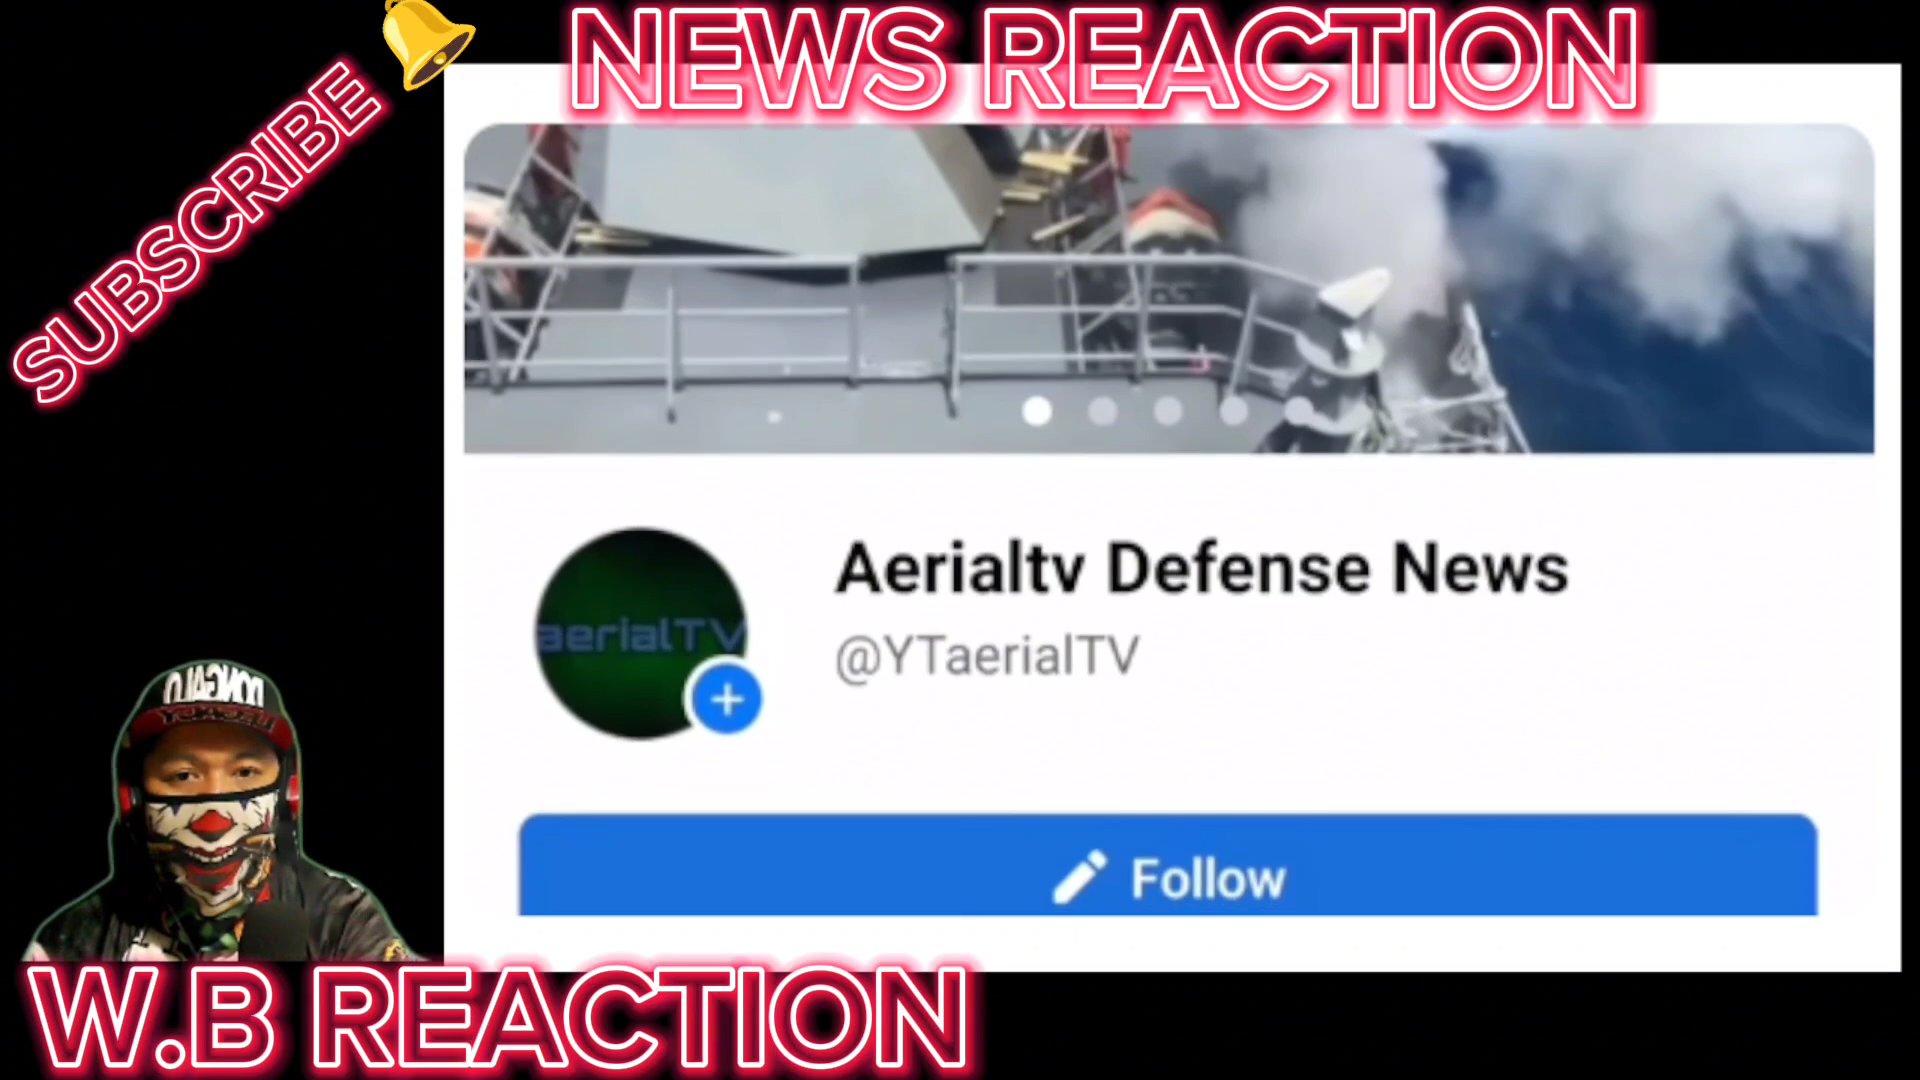 NEWS REACTION
SUBSCRIBE
Aerialtv Defense News
@YTaerialTV
aerialTV
Follow
W.B REACTION